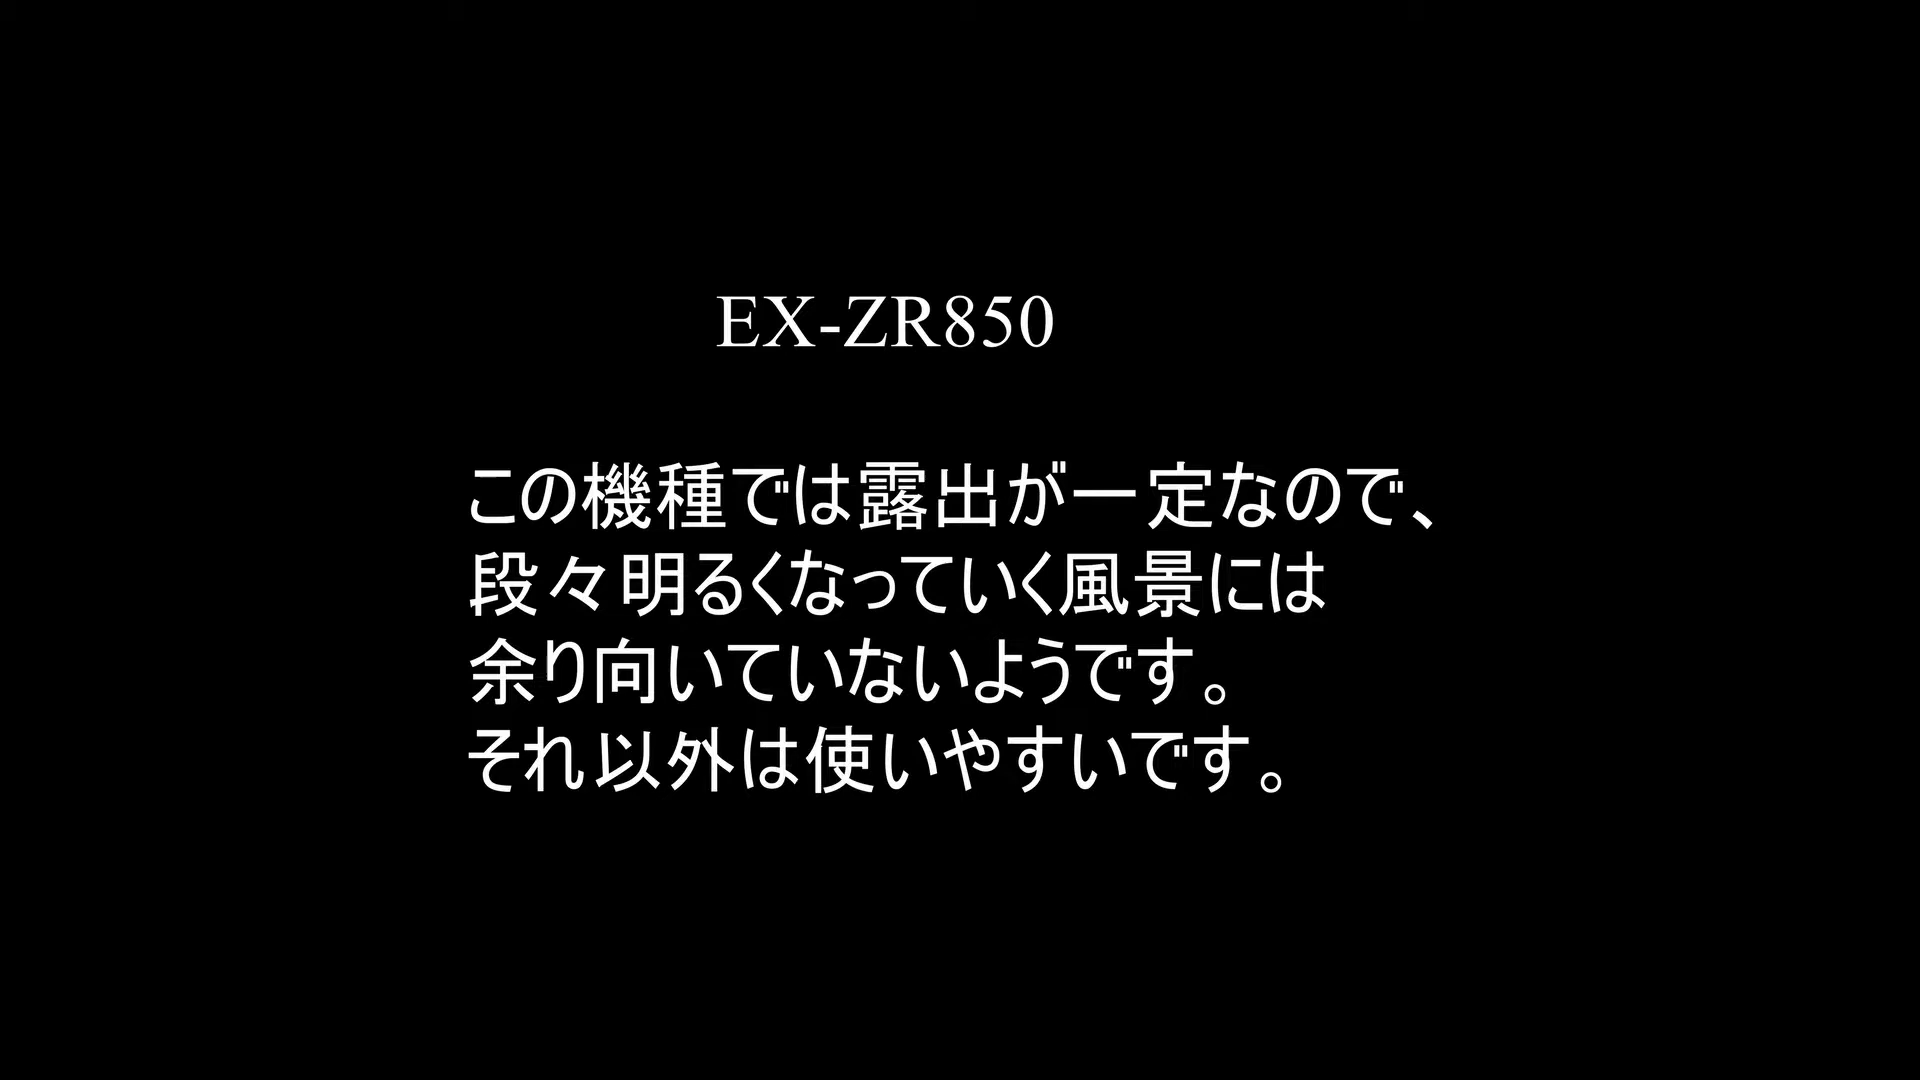 EX-ZR850
この機種では露出が一定なので、
段々明るくなっていく風景には
余り向いていないようです。
それ以外は使いやすいです。